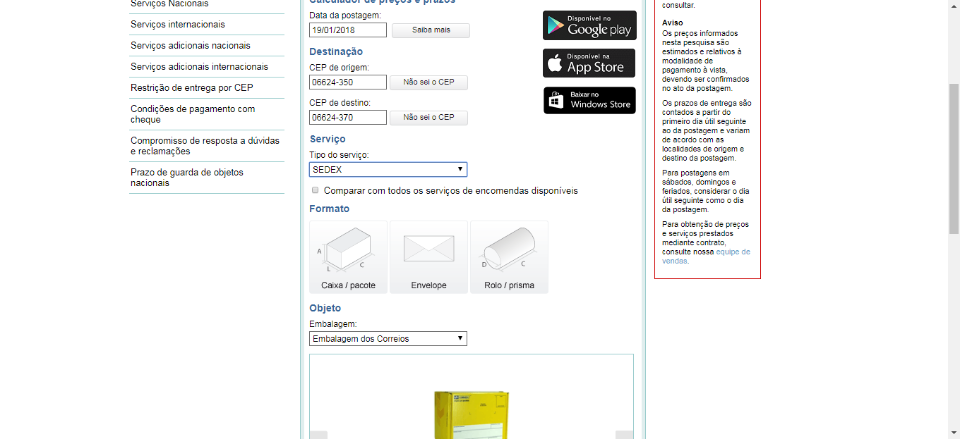 Serviços Nacionais
Serviços internacionais
Serviços adicionais nacionais
Serviços adicionais internacionais
Restrição de entrega por CEP
Condições de pagamento com
cheque
Compromisso de resposta a dúvidas
e reclamações
Prazo de guarda de objetos
nacionais
Calculador de preços e prazos
Data da postagem:
19/01/2018
Saiba mais
Destinação
CEP de origem:
06624-350
Não sei o CEP
CEP de destino:
06624-370
Não sei o CEP
Serviço
Tipo do serviço:
SEDEX
Comparar com todos os serviços de encomendas disponíveis
Formato
A
L
C
Caixa / pacote
Envelope
D
C
Rolo / prisma
Objeto
Embalagem:
Embalagem dos Correios
Disponível no
Google play
Disponível na
App Store
Baixar no
Windows Store
consultar.
Aviso
Os preços informados
nesta pesquisa são
estimados e relativos à
modalidade de
pagamento à vista,
devendo ser confirmados
no ato da postagem.
Os prazos de entrega são
contados a partir do
primeiro dia útil seguinte
ao da postagem e variam
de acordo com as
localidades de origem e
destino da postagem.
Para postagens em
sábados, domingos e
feriados, considerar o dia
útil seguinte como o dia
da postagem.
Para obtenção de preços
e serviços prestados
mediante contrato,
consulte nossa equipe de
vendas.